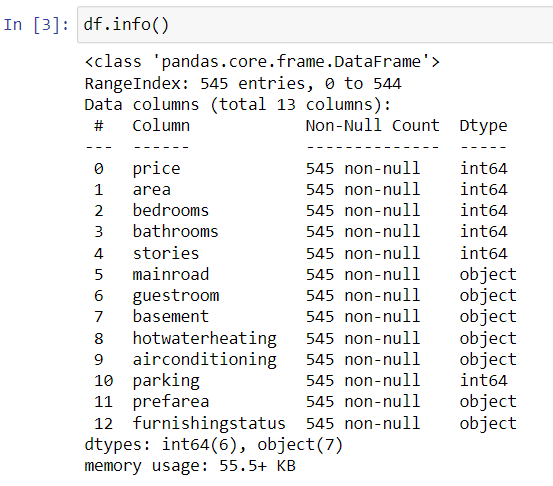 In [3]: df.info()
<class 'pandas.core.frame.DataFrame'>
RangeIndex: 545 entries, 0 to 544
Data columns (total 13 columns):
 #   Column            Non-Null Count  Dtype
---  ------            --------------  -----
 0   price             545 non-null    int64
 1   area              545 non-null    int64
 2   bedrooms          545 non-null    int64
 3   bathrooms         545 non-null    int64
 4   stories           545 non-null    int64
 5   mainroad          545 non-null    object
 6   guestroom         545 non-null    object
 7   basement          545 non-null    object
 8   hotwaterheating   545 non-null    object
 9   airconditioning   545 non-null    object
 10  parking           545 non-null    int64
 11  prefarea          545 non-null    object
 12  furnishingstatus  545 non-null    object
dtypes: int64(6), object(7)
memory usage: 55.5+ KB